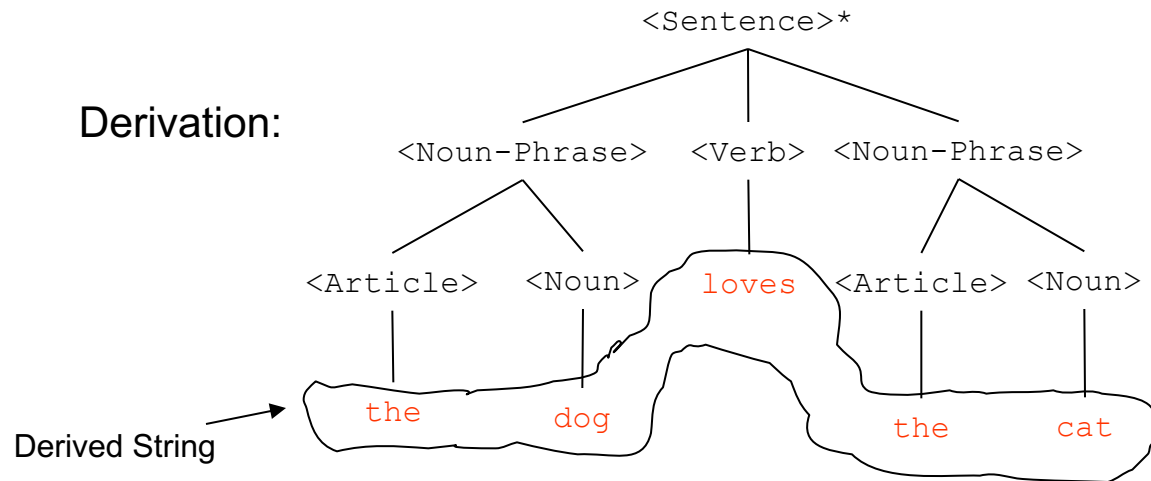 <Sentence>*
Derivation:
<Noun-Phrase> <Verb> <Noun-Phrase>
<Article> <Noun> loves <Article> <Noun>
the dog the cat
Derived String